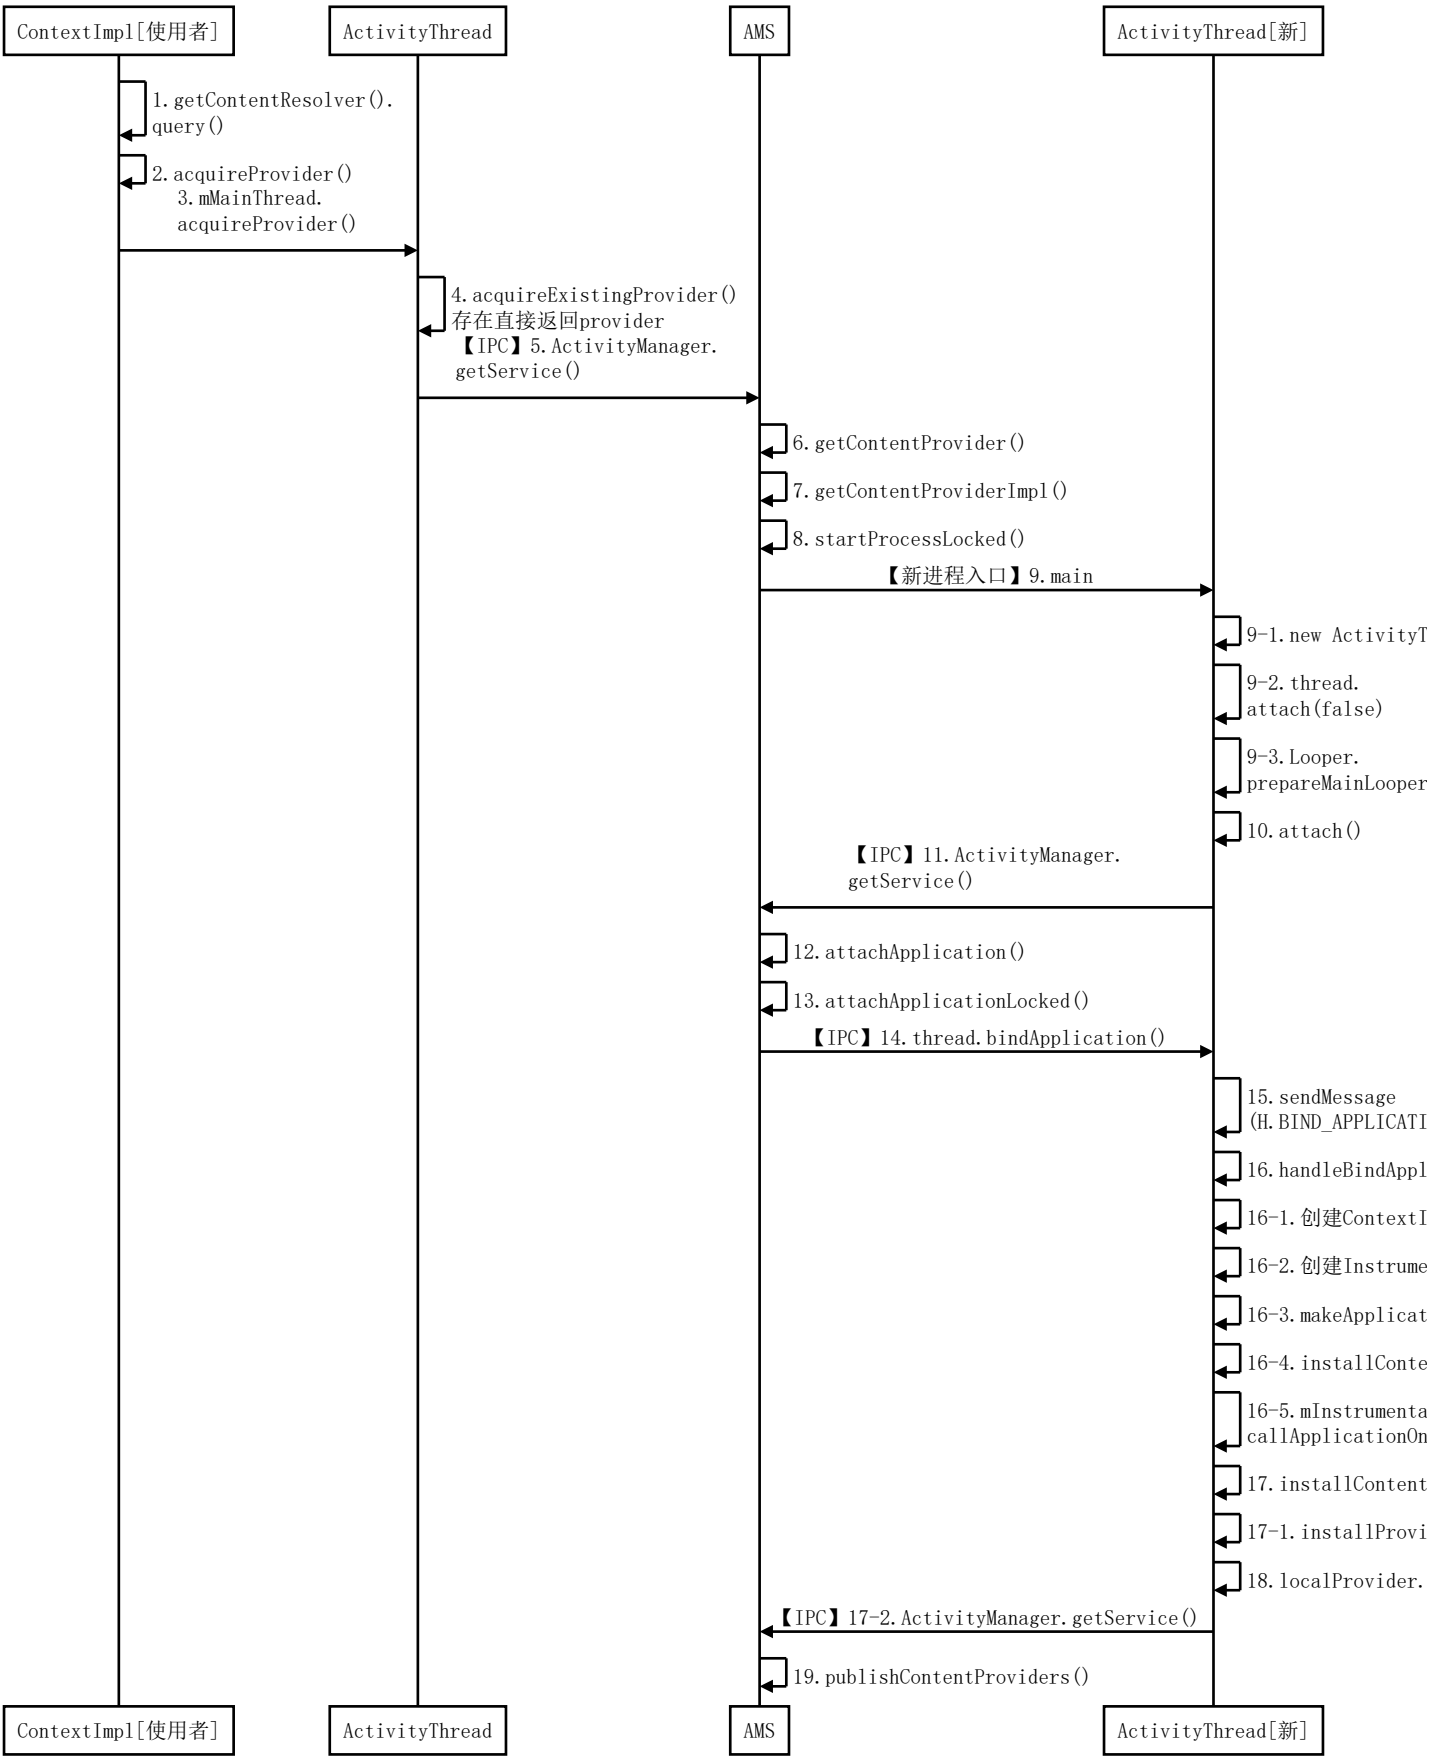 ContextImpl[使用者]
ActivityThread
AMS
ActivityThread[新]
1.getContentResolver().
query()
2.acquireProvider()
3.mMainThread.
acquireProvider()
4.acquireExistingProvider()
存在直接返回provider
【IPC】5.ActivityManager.
getService()
6.getContentProvider()
7.getContentProviderImpl()
8.startProcessLocked()
【新进程入口】9.main
9-1.new ActivityT
9-2.thread.
attach(false)
9-3.Looper.
prepareMainLooper
10.attach()
【IPC】11.ActivityManager.
getService()
12.attachApplication()
13.attachApplicationLocked()
【IPC】14.thread.bindApplication()
15.sendMessage
(H.BIND_APPLICATI
16.handleBindAppl
16-1.创建ContextI
16-2.创建Instrume
16-3.makeApplicat
16-4.installConte
16-5.mInstrumenta
callApplicationOn
17.installContent
17-1.installProvi
18.localProvider.
【IPC】17-2.ActivityManager.getService()
19.publishContentProviders()
ContextImpl[使用者]
ActivityThread
AMS
ActivityThread[新]